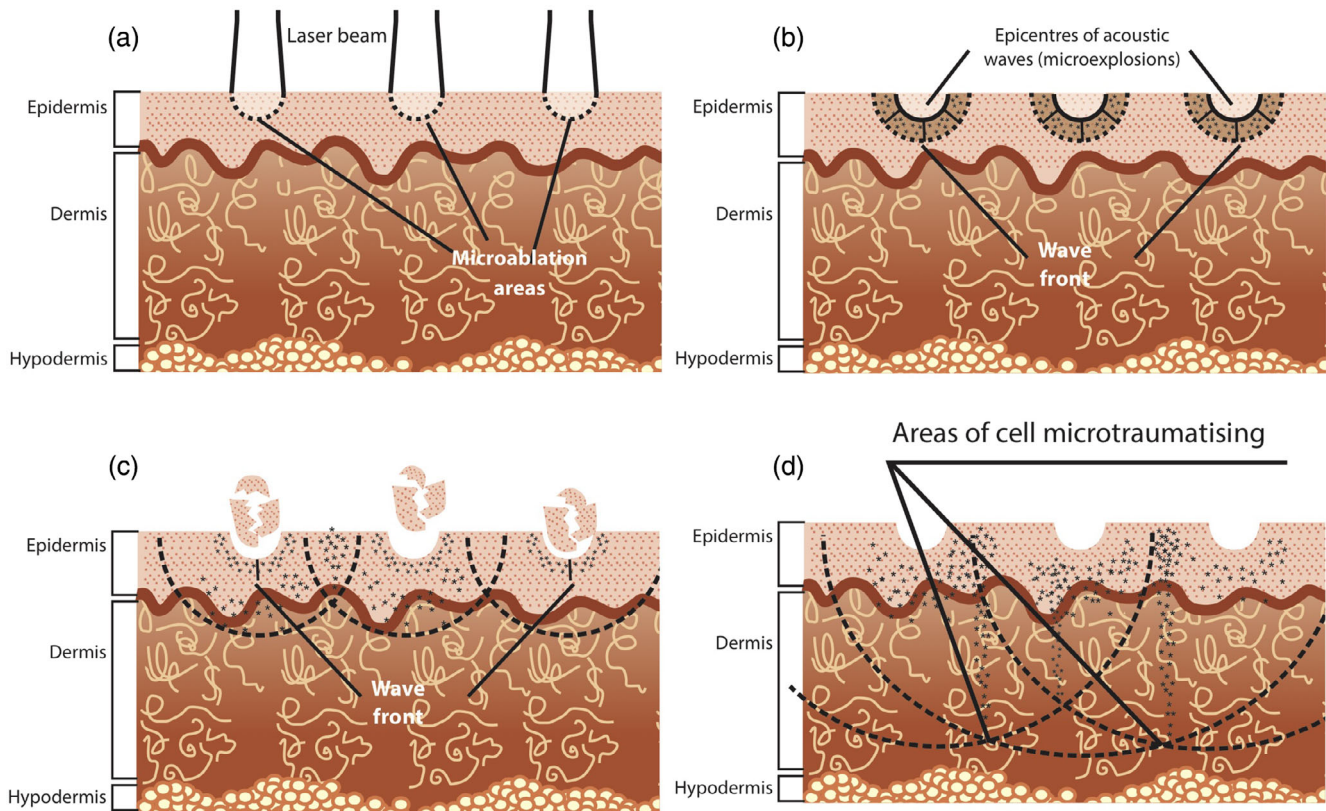 (a)
Laser beam
Epidermis
Dermis
Microablation
areas
Hypodermis
(b)
Epicentres of acoustic
waves (microexplosions)
Epidermis
Dermis
Wave
front
Hypodermis
(c)
Epidermis
Dermis
Wave
front
Hypodermis
(d)
Areas of cell microtraumatising
Epidermis
Dermis
Hypodermis